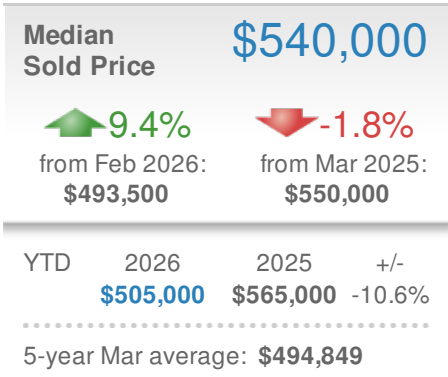 Median $540,000
Sold Price
9.4% -1.8%
from Feb 2026: from Mar 2025:
$493,500 $550,000
YTD 2026 2025 +/-
$505,000 $565,000 -10.6%
5-year Mar average: $494,849